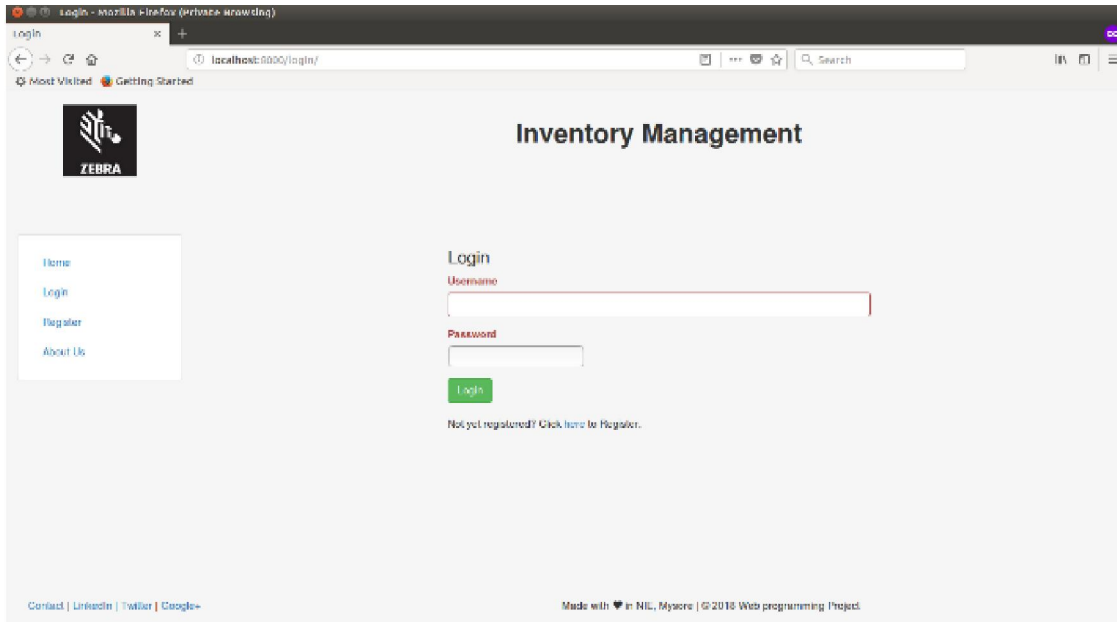 Login - Mozilla Firefox (Private Browsing)
Login
localhost:8000/login/
Search
Most Visited Getting Started
ZEBRA
Inventory Management
Home
Login
Register
About Us
Login
Username
Password
Login
Not yet registered? Click here to Register.
Contact | LinkedIn | Twitter | Google+
Made with ♥ in NIE, Mysore | © 2018 Web programming Project